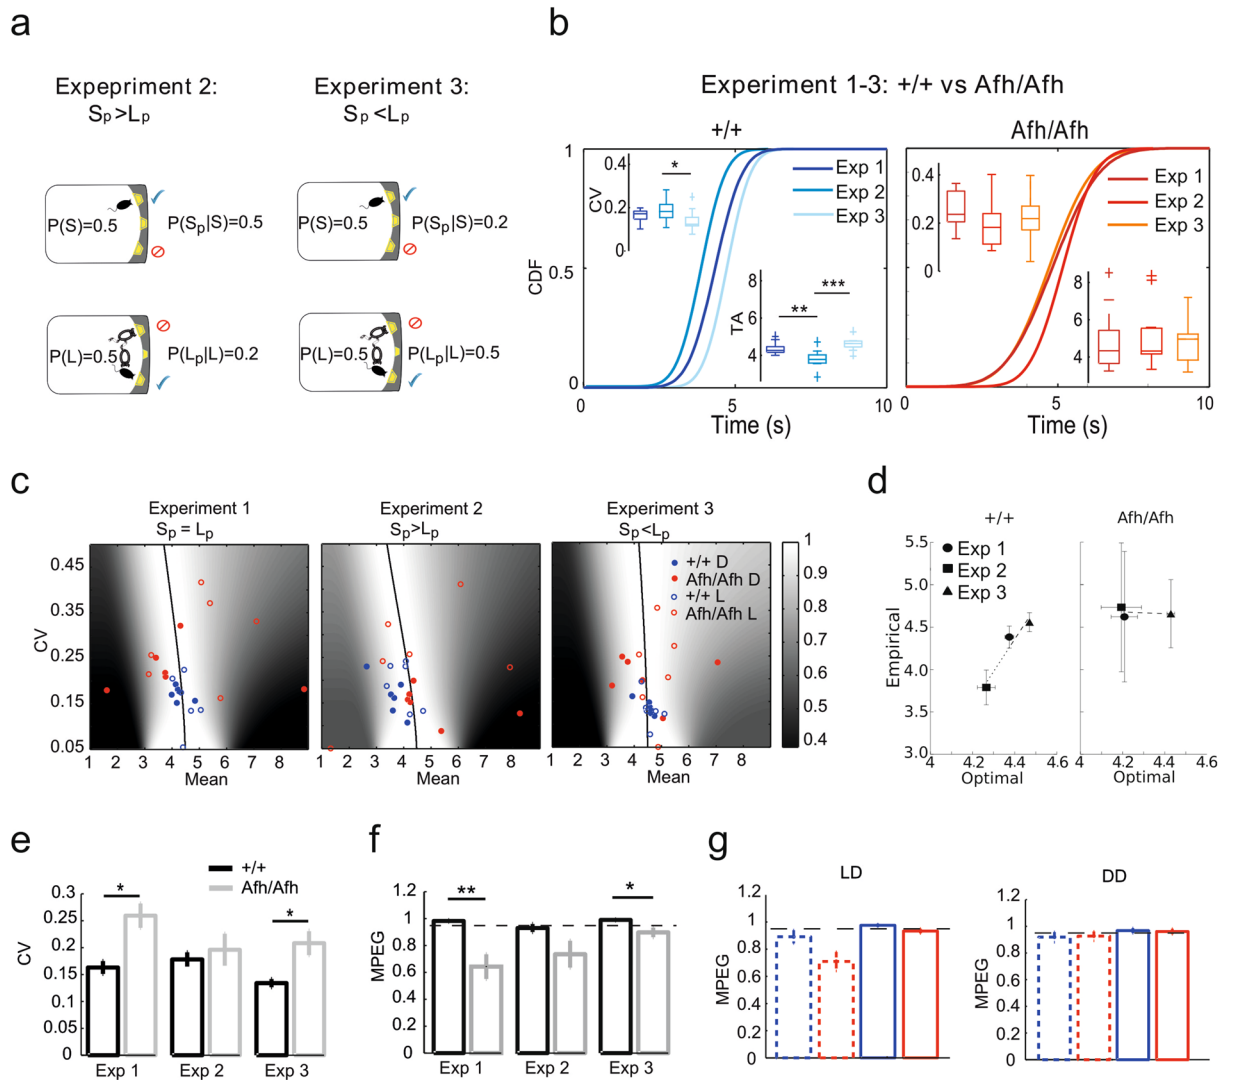 a
Expepriment 2:
Sp>Lp
Experiment 3:
Sp<Lp
P(S)=0.5
P(Sp|S)=0.5
P(S)=0.5
P(Sp|S)=0.2
P(L)=0.5
P(Lp|L)=0.2
P(L)=0.5
P(Lp|L)=0.5
b
Experiment 1-3: +/+ vs Afh/Afh
+/+
Afh/Afh
1
0.5
0
CDF
0.4
0.2
0
CV
*
Exp 1
Exp 2
Exp 3
8
6
4
TA
**
***
0
5
10
Time (s)
0.4
0.2
0
Exp 1
Exp 2
Exp 3
8
6
4
0
5
10
Time (s)
c
Experiment 1
Sp = Lp
Experiment 2
Sp>Lp
Experiment 3
Sp<Lp
0.45
0.35
0.25
0.15
0.05
CV
+/+ D
Afh/Afh D
+/+ L
Afh/Afh L
1
0.9
0.8
0.7
0.6
0.5
0.4
1 2 3 4 5 6 7 8
Mean
1 2 3 4 5 6 7 8
Mean
1 2 3 4 5 6 7 8
Mean
d
+/+
Afh/Afh
5.5
5.0
4.5
4.0
3.5
3.0
Empirical
Exp 1
Exp 2
Exp 3
4 4.2 4.4 4.6
Optimal
4 4.2 4.4 4.6
Optimal
e
+/+
Afh/Afh
0.3
0.25
0.2
0.15
0.1
0.05
0
CV
*
*
Exp 1
Exp 2
Exp 3
f
1.2
1
0.8
0.6
0.4
0.2
0
MPEG
**
*
Exp 1
Exp 2
Exp 3
g
LD
1.2
1
0.8
0.6
0.4
0.2
0
MPEG
DD
1.2
1
0.8
0.6
0.4
0.2
0
MPEG